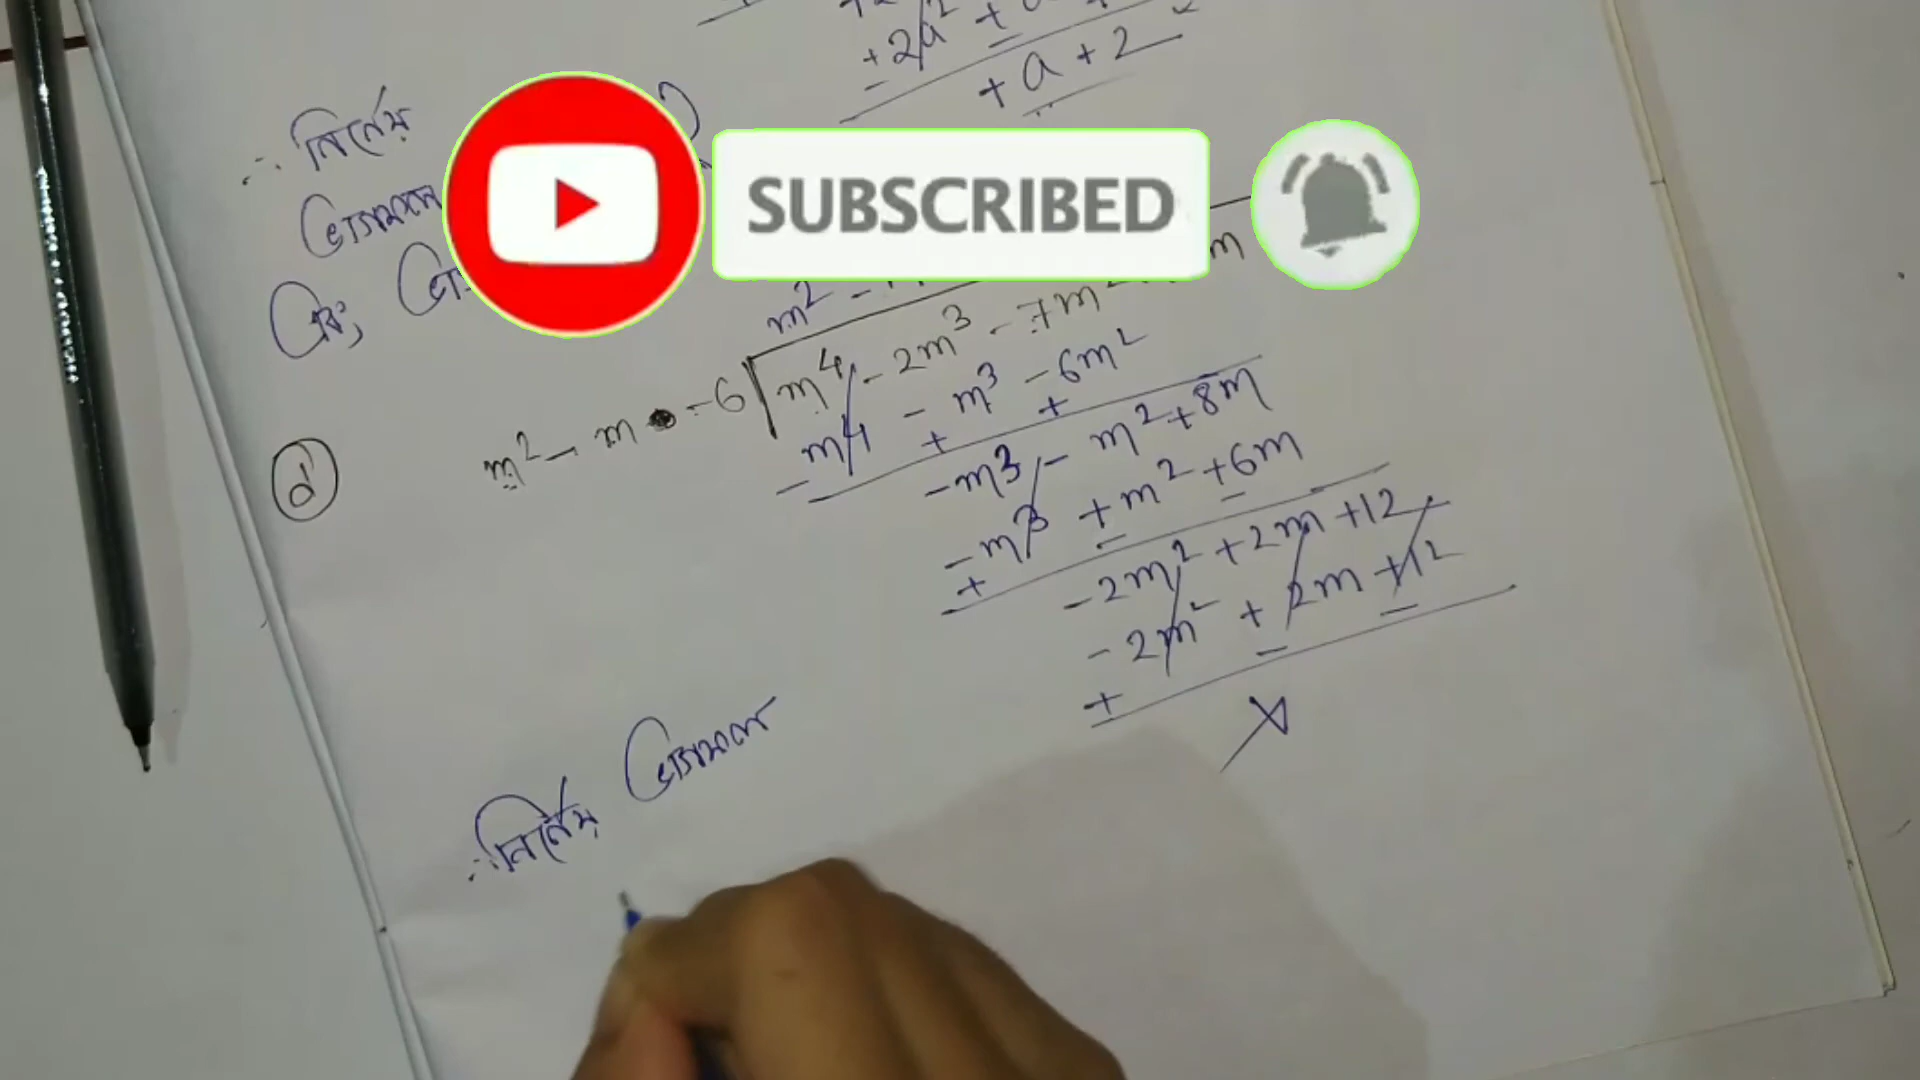 +2a² +
+ a + 2
∴ নির্ণেয়
ভাগফল
SUBSCRIBED
m² -
m
d
m² - m - 6 m⁴ - 2m³ - 7m²
m⁴ - m³ - 6m²
- + +
-m³ - m² + 8m
-m³ + m² + 6m
+ - -
-2m² + 2m + 12
-2m² + 2m + 12
+ - -
×
∴ নির্ণেয় ভাগফল